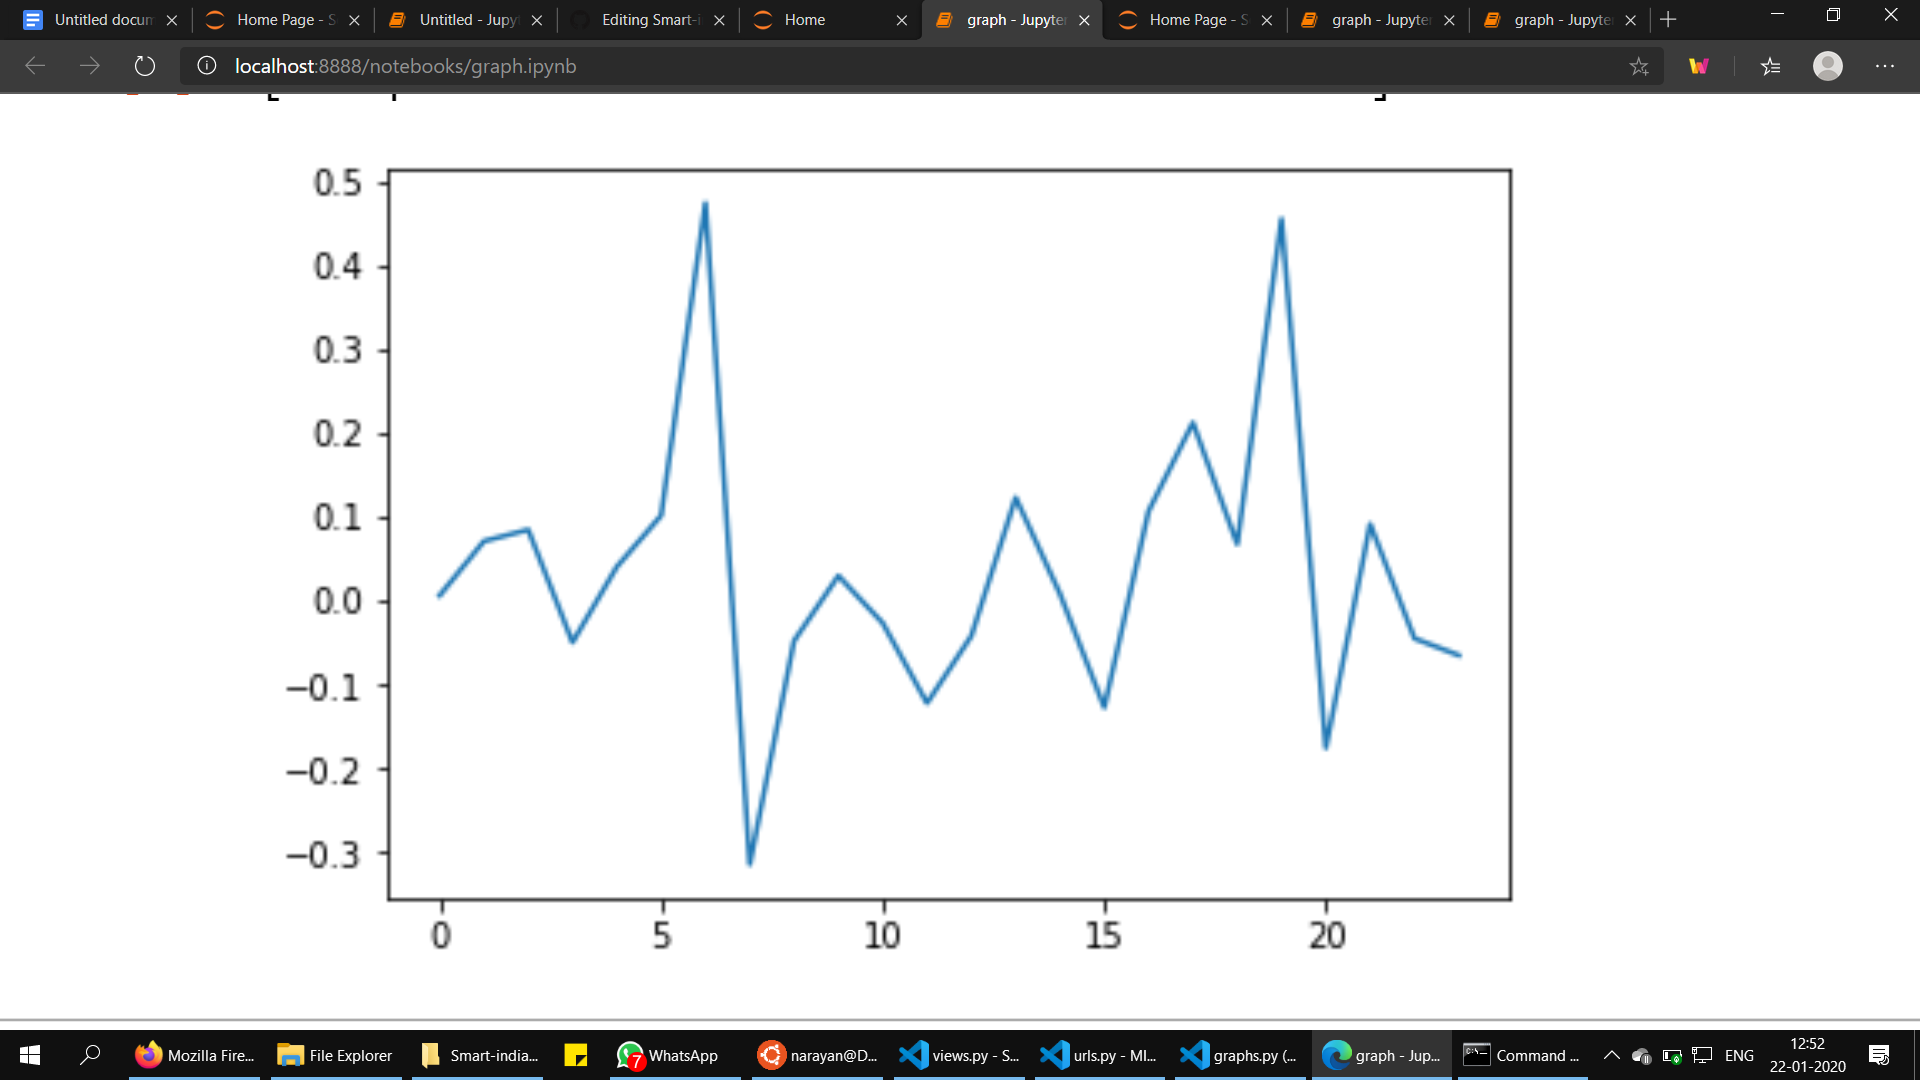 Untitled docum
Home Page - S
Untitled - Jupy
Editing Smart-i
Home
graph - Jupyte
Home Page - S
graph - Jupyte
graph - Jupyte
localhost:8888/notebooks/graph.ipynb
0.5
0.4
0.3
0.2
0.1
0.0
−0.1
−0.2
−0.3
0 5 10 15 20
Mozilla Fire...
File Explorer
Smart-india...
7
WhatsApp
narayan@D...
views.py - S...
urls.py - MI...
graphs.py (...
graph - Jup...
Command ...
ENG
12:52
22-01-2020